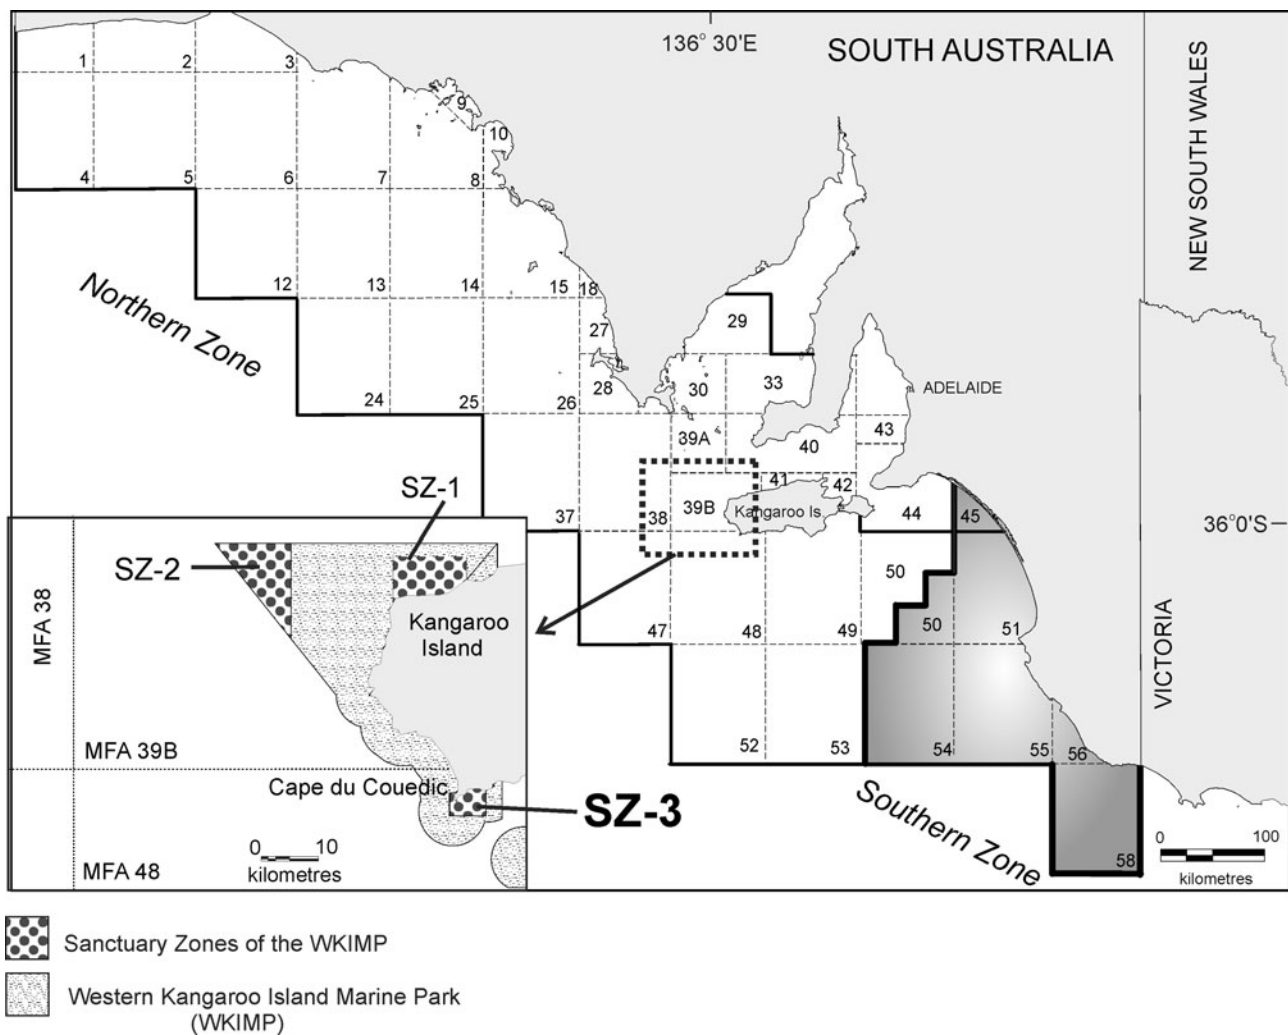 136° 30'E
SOUTH AUSTRALIA
NEW SOUTH WALES
1
2
3
9
10
4
5
6
7
8
Northern Zone
12
13
14
15
18
29
27
24
25
26
28
30
33
ADELAIDE
39A
40
43
SZ-1
41
42
37
38
39B
Kangaroo Is.
44
45
36°0'S
SZ-2
MFA 38
Kangaroo
Island
50
47
48
49
50
51
VICTORIA
MFA 39B
Cape du Couedic
52
53
54
55
56
SZ-3
Southern Zone
0 10
kilometres
MFA 48
0 100
kilometres
58
Sanctuary Zones of the WKIMP
Western Kangaroo Island Marine Park
(WKIMP)